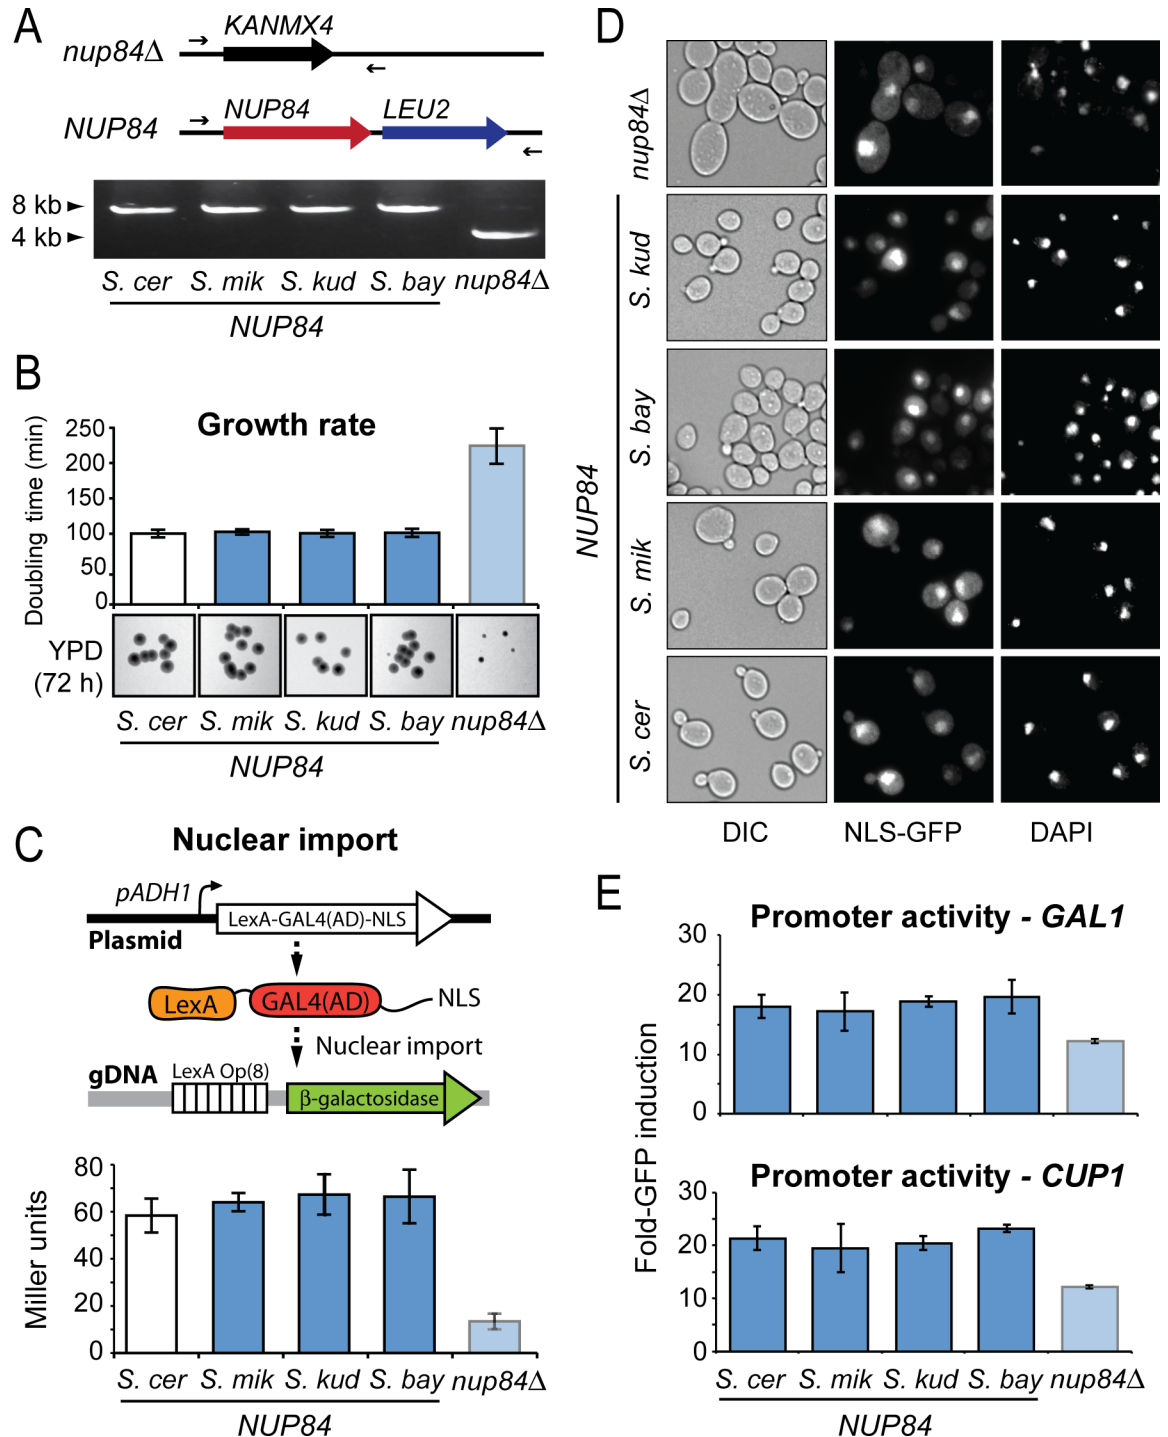 A
KANMX4
nup84Δ
NUP84 LEU2
NUP84
8 kb
4 kb
S. cer S. mik S. kud S. bay nup84Δ
NUP84
B
Growth rate
Doubling time (min)
250
200
150
100
50
0
YPD
(72 h)
S. cer S. mik S. kud S. bay nup84Δ
NUP84
C
Nuclear import
pADH1
LexA-GAL4(AD)-NLS
Plasmid
LexA GAL4(AD) NLS
Nuclear import
gDNA LexA Op(8)
β-galactosidase
Miller units
80
60
40
20
0
S. cer S. mik S. kud S. bay nup84Δ
NUP84
D
nup84Δ
S. kud
S. bay
S. mik
S. cer
NUP84
DIC NLS-GFP DAPI
E
Promoter activity - GAL1
30
20
10
0
Fold-GFP induction
Promoter activity - CUP1
30
20
10
0
S. cer S. mik S. kud S. bay nup84Δ
NUP84